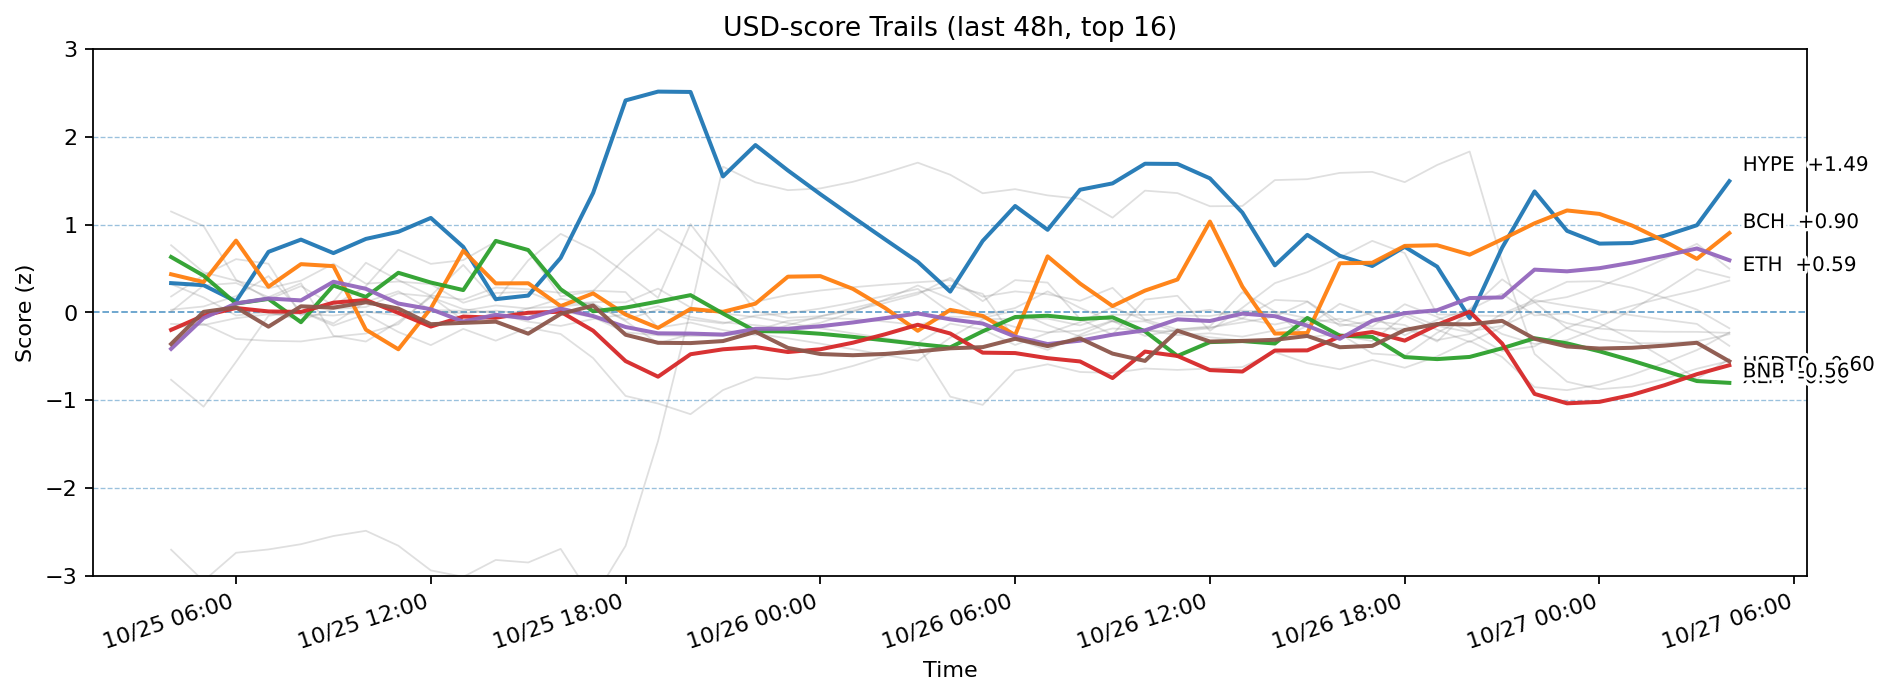 USD-score Trails (last 48h, top 16)
Score (z)
3
2
1
0
−1
−2
−3
HYPE +1.49
BCH +0.90
ETH +0.59
BNB -0.56
10/25 06:00
10/25 12:00
10/25 18:00
10/26 00:00
10/26 06:00
10/26 12:00
10/26 18:00
10/27 00:00
10/27 06:00
Time